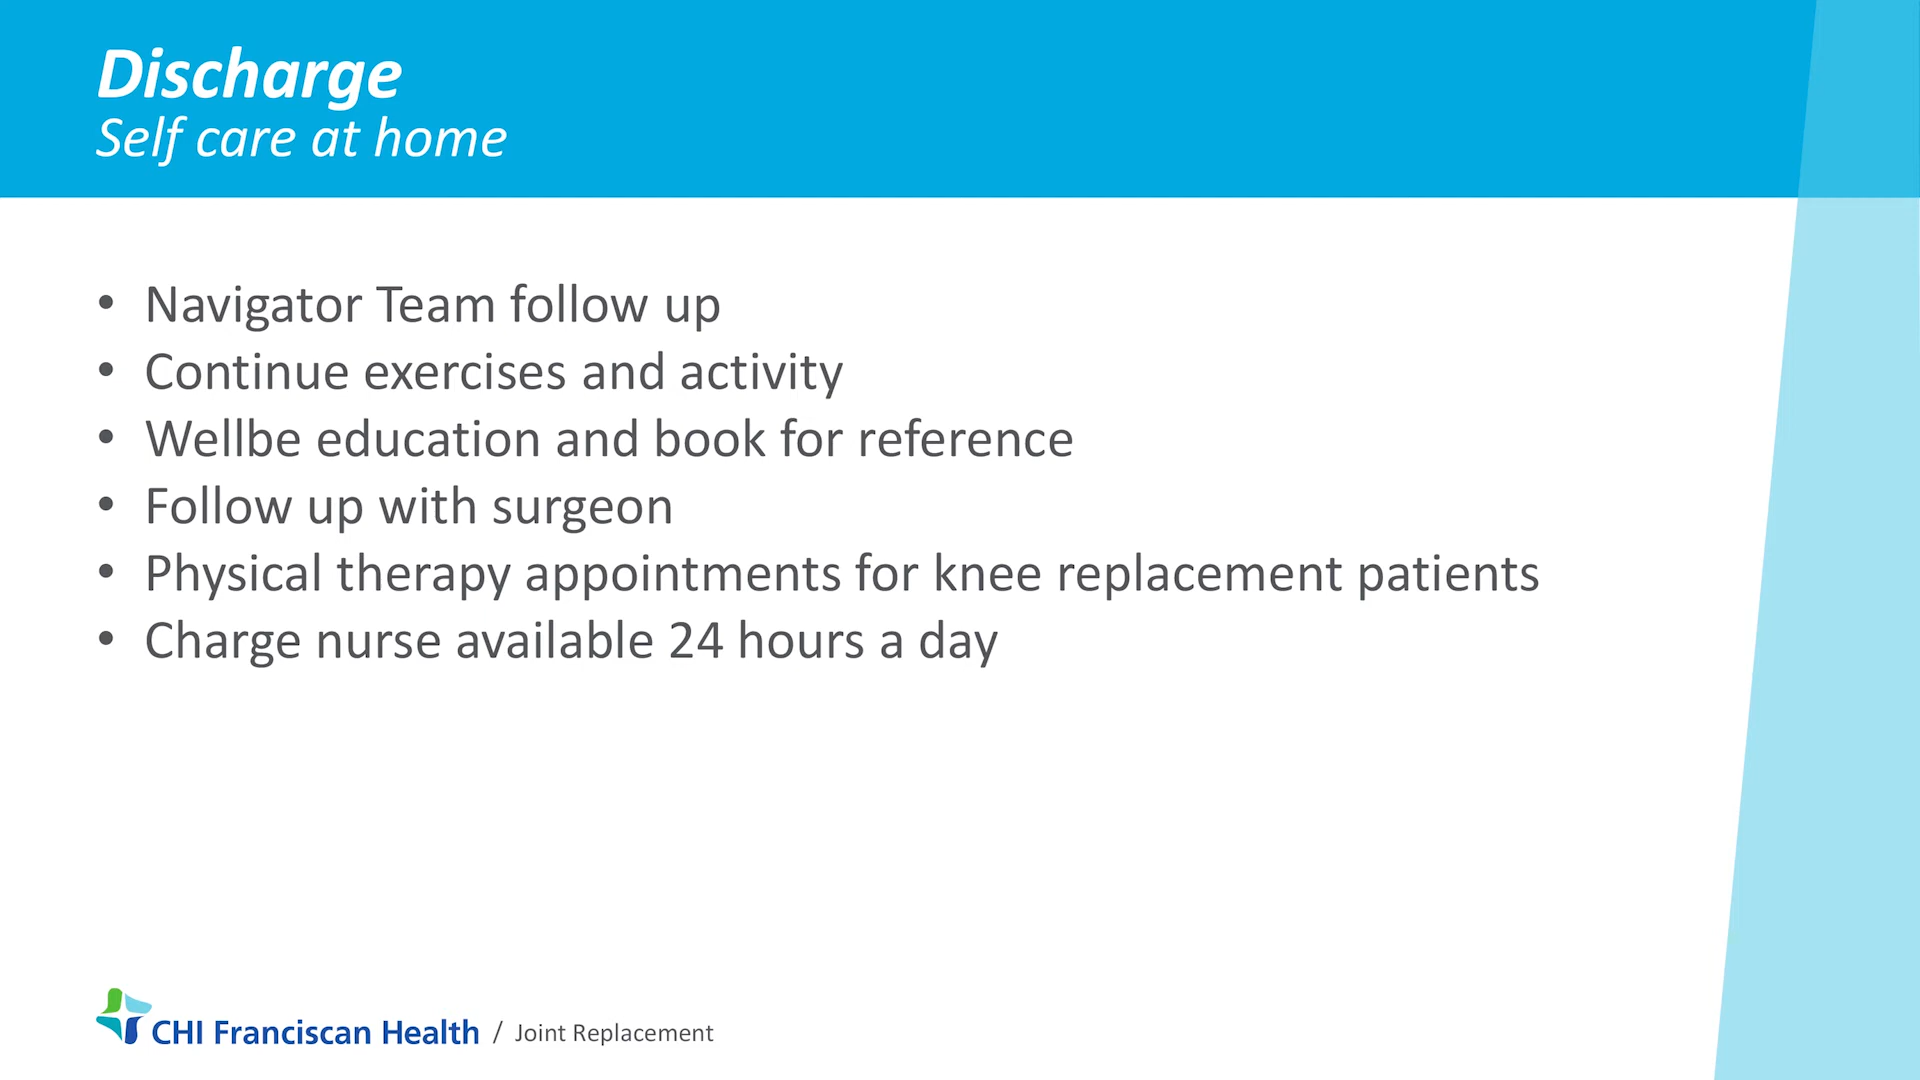 Discharge
Self care at home
• Navigator Team follow up
• Continue exercises and activity
• Wellbe education and book for reference
• Follow up with surgeon
• Physical therapy appointments for knee replacement patients
• Charge nurse available 24 hours a day
CHI Franciscan Health / Joint Replacement